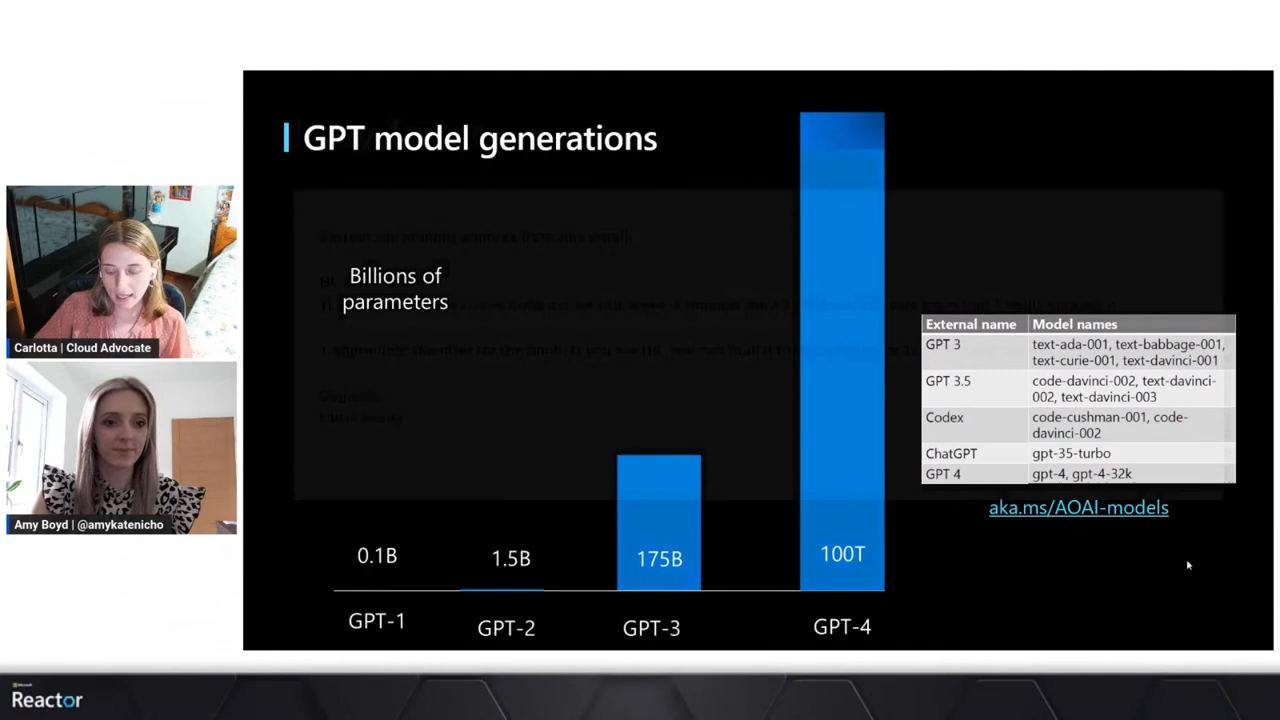 GPT model generations
Billions of
parameters
0.1B
1.5B
175B
100T
GPT-1
GPT-2
GPT-3
GPT-4
External name Model names
GPT 3 text-ada-001, text-babbage-001,
text-curie-001, text-davinci-001
GPT 3.5 code-davinci-002, text-davinci-
002, text-davinci-003
Codex code-cushman-001, code-
davinci-002
ChatGPT gpt-35-turbo
GPT 4 gpt-4, gpt-4-32k
aka.ms/AOAI-models
Carlotta | Cloud Advocate
Amy Boyd | @amykatenicho
Microsoft
Reactor